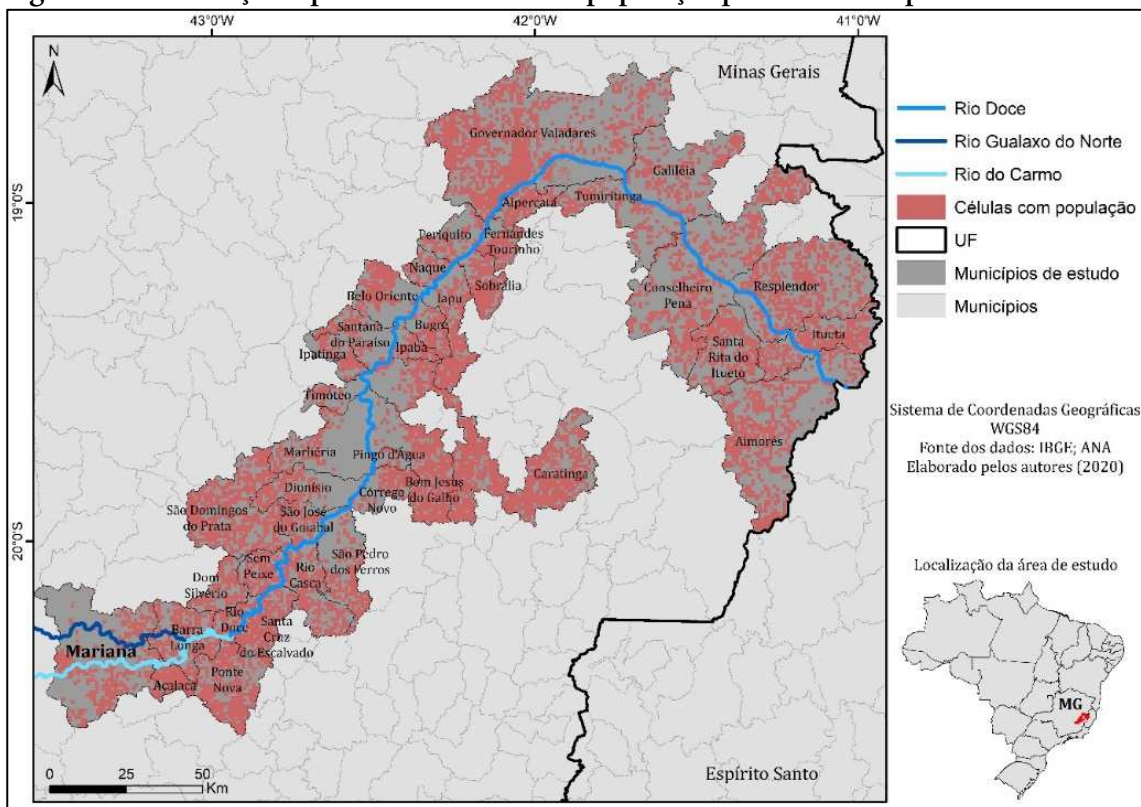 43°0'W
42°0'W
41°0'W
N
Minas Gerais
Governador Valadares
Galiléia
19°S
Alpercata
Tumiritinga
Periquito
Fernandes
Tourinho
Naque
Sobrália
Belo Oriente
Iapu
Conselheiro
Pena
Resplendor
Santana
do Paraíso
Bugre
Ipatinga
Ipaba
Santa
Rita do
Itueto
Itueta
Timóteo
Aimorés
Marliéria
Pingo d'Água
Caratinga
Dionísio
Córrego
Novo
Bom Jesus
do Galho
São Domingos
do Prata
São José
do Goiabal
20°S
Sem
Peixe
Rio
Casca
São Pedro
dos Ferros
Dom
Silvério
Rio
Doce
Santa
Cruz
do Escalvado
Barra
Longa
Mariana
Acaiaca
Ponte
Nova
0 25 50
Km
Espírito Santo
Rio Doce
Rio Gualaxo do Norte
Rio do Carmo
Células com população
UF
Municípios de estudo
Municípios
Sistema de Coordenadas Geográficas
WGS84
Fonte dos dados: IBGE; ANA
Elaborado pelos autores (2020)
Localização da área de estudo
MG